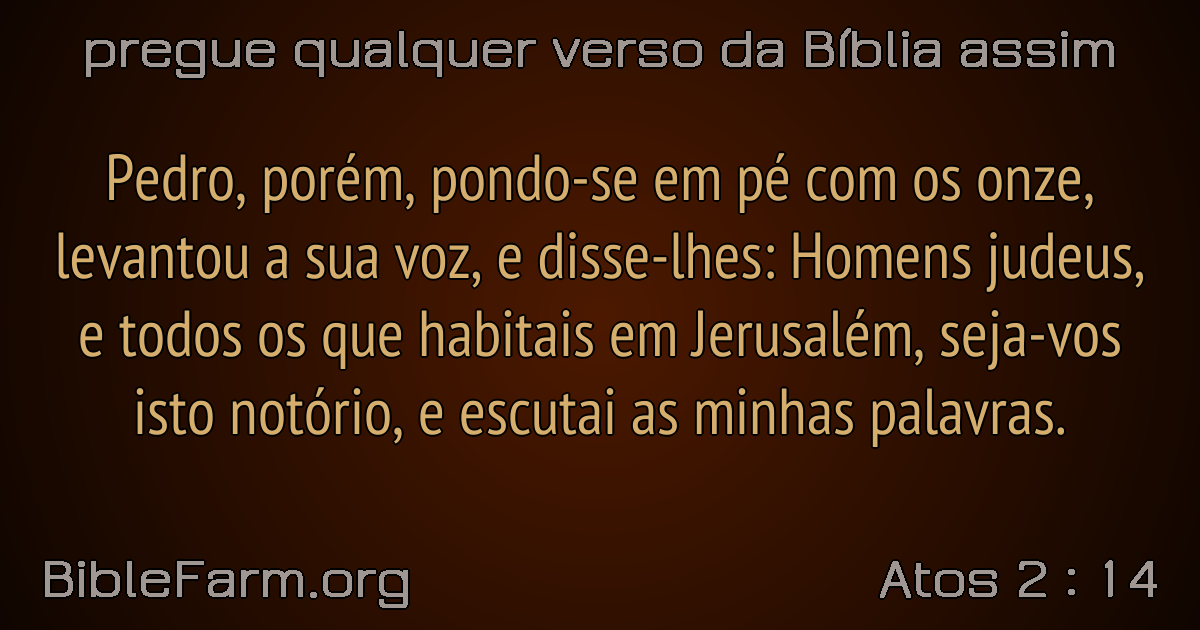 pregue qualquer verso da Bíblia assim
Pedro, porém, pondo-se em pé com os onze,
levantou a sua voz, e disse-lhes: Homens judeus,
e todos os que habitais em Jerusalém, seja-vos
isto notório, e escutai as minhas palavras.
BibleFarm.org
Atos 2 : 14